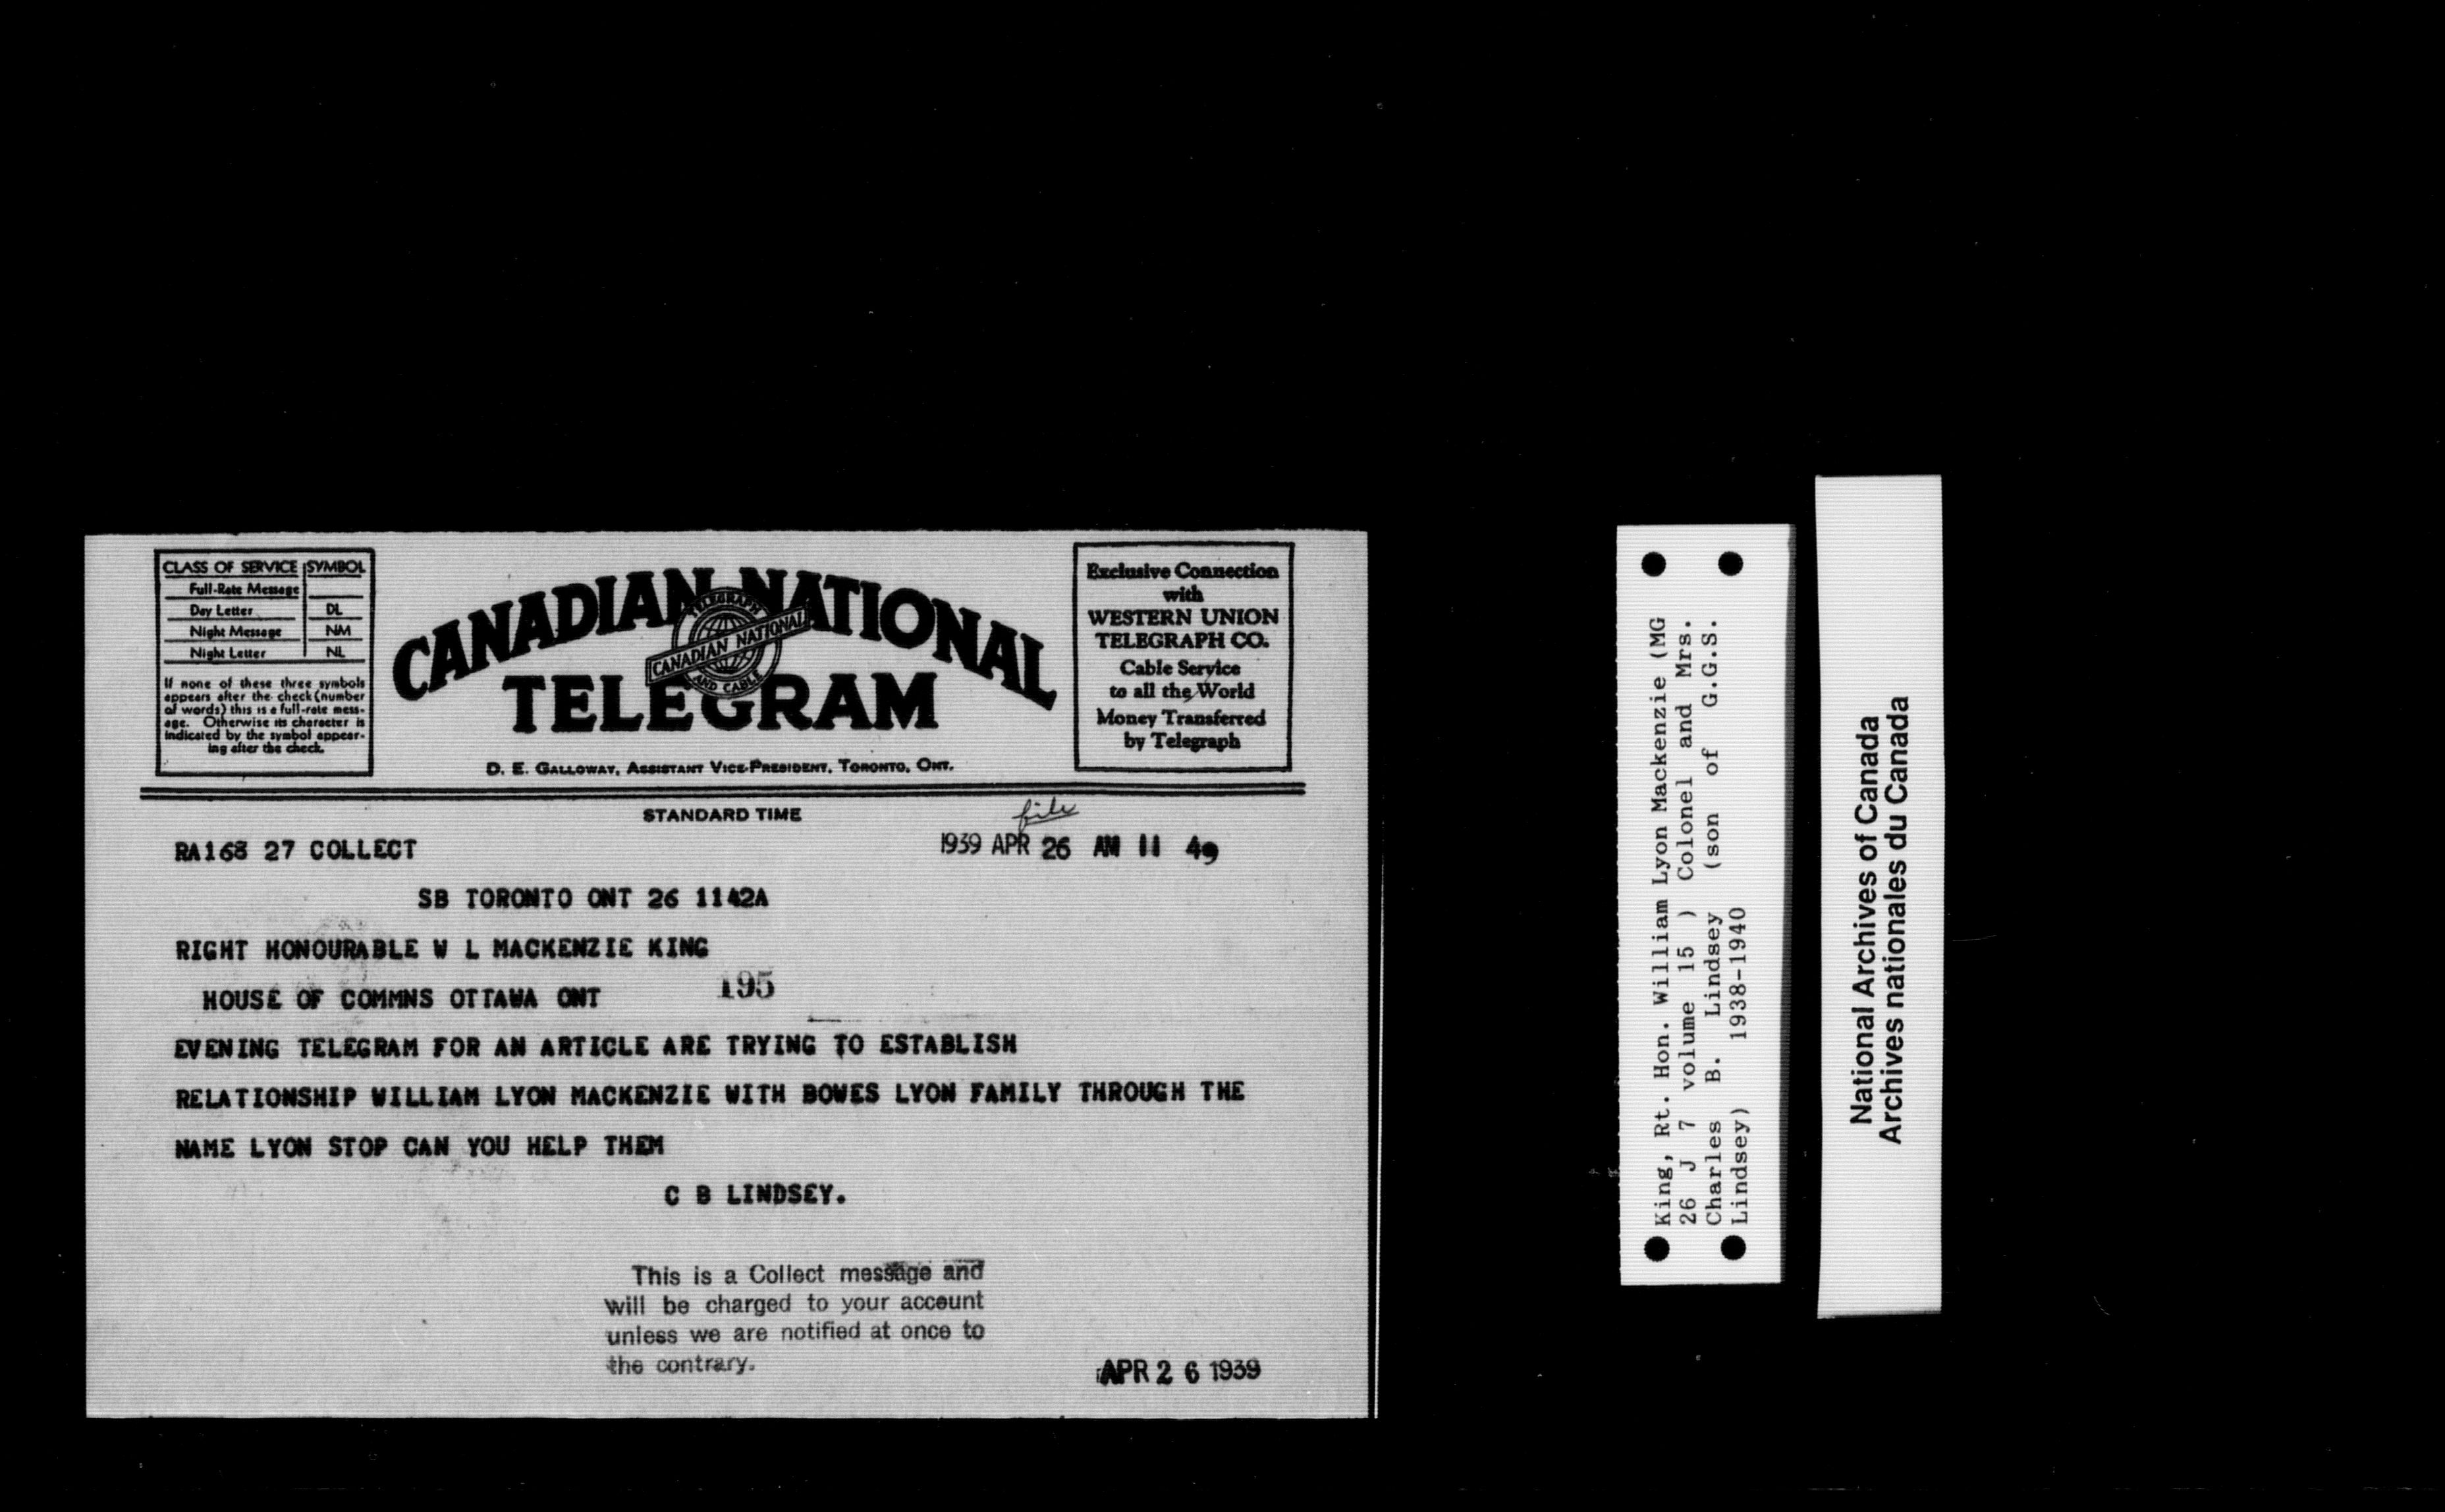 CLASS OF SERVICE SYMBOL
Full-Rate Message
Day Letter DL
Night Message NM
Night Letter NL
If none of these three symbols
appears after the check (number
of words) this is a full-rate mess-
age. Otherwise its character is
indicated by the symbol appear-
ing after the check.
CANADIAN NATIONAL
TELEGRAM
TELEGRAPH
CANADIAN NATIONAL
AND CABLE
D. E. GALLOWAY, ASSISTANT VICE-PRESIDENT, TORONTO, ONT.
Exclusive Connection
with
WESTERN UNION
TELEGRAPH CO.
Cable Service
to all the World
Money Transferred
by Telegraph
STANDARD TIME
file
RA168 27 COLLECT
1939 APR 26 AM 11 49
SB TORONTO ONT 26 1142A
RIGHT HONOURABLE W L MACKENZIE KING
HOUSE OF COMMNS OTTAWA ONT
195
EVENING TELEGRAM FOR AN ARTICLE ARE TRYING TO ESTABLISH
RELATIONSHIP WILLIAM LYON MACKENZIE WITH BOWES LYON FAMILY THROUGH THE
NAME LYON STOP CAN YOU HELP THEM
C B LINDSEY.
This is a Collect message and
will be charged to your account
unless we are notified at once to
the contrary.
APR 26 1939
King, Rt. Hon. William Lyon Mackenzie (MG
26 J 7 volume 15 ) Colonel and Mrs.
Charles B. Lindsey (son of G.G.S.
Lindsey) 1938-1940
National Archives of Canada
Archives nationales du Canada